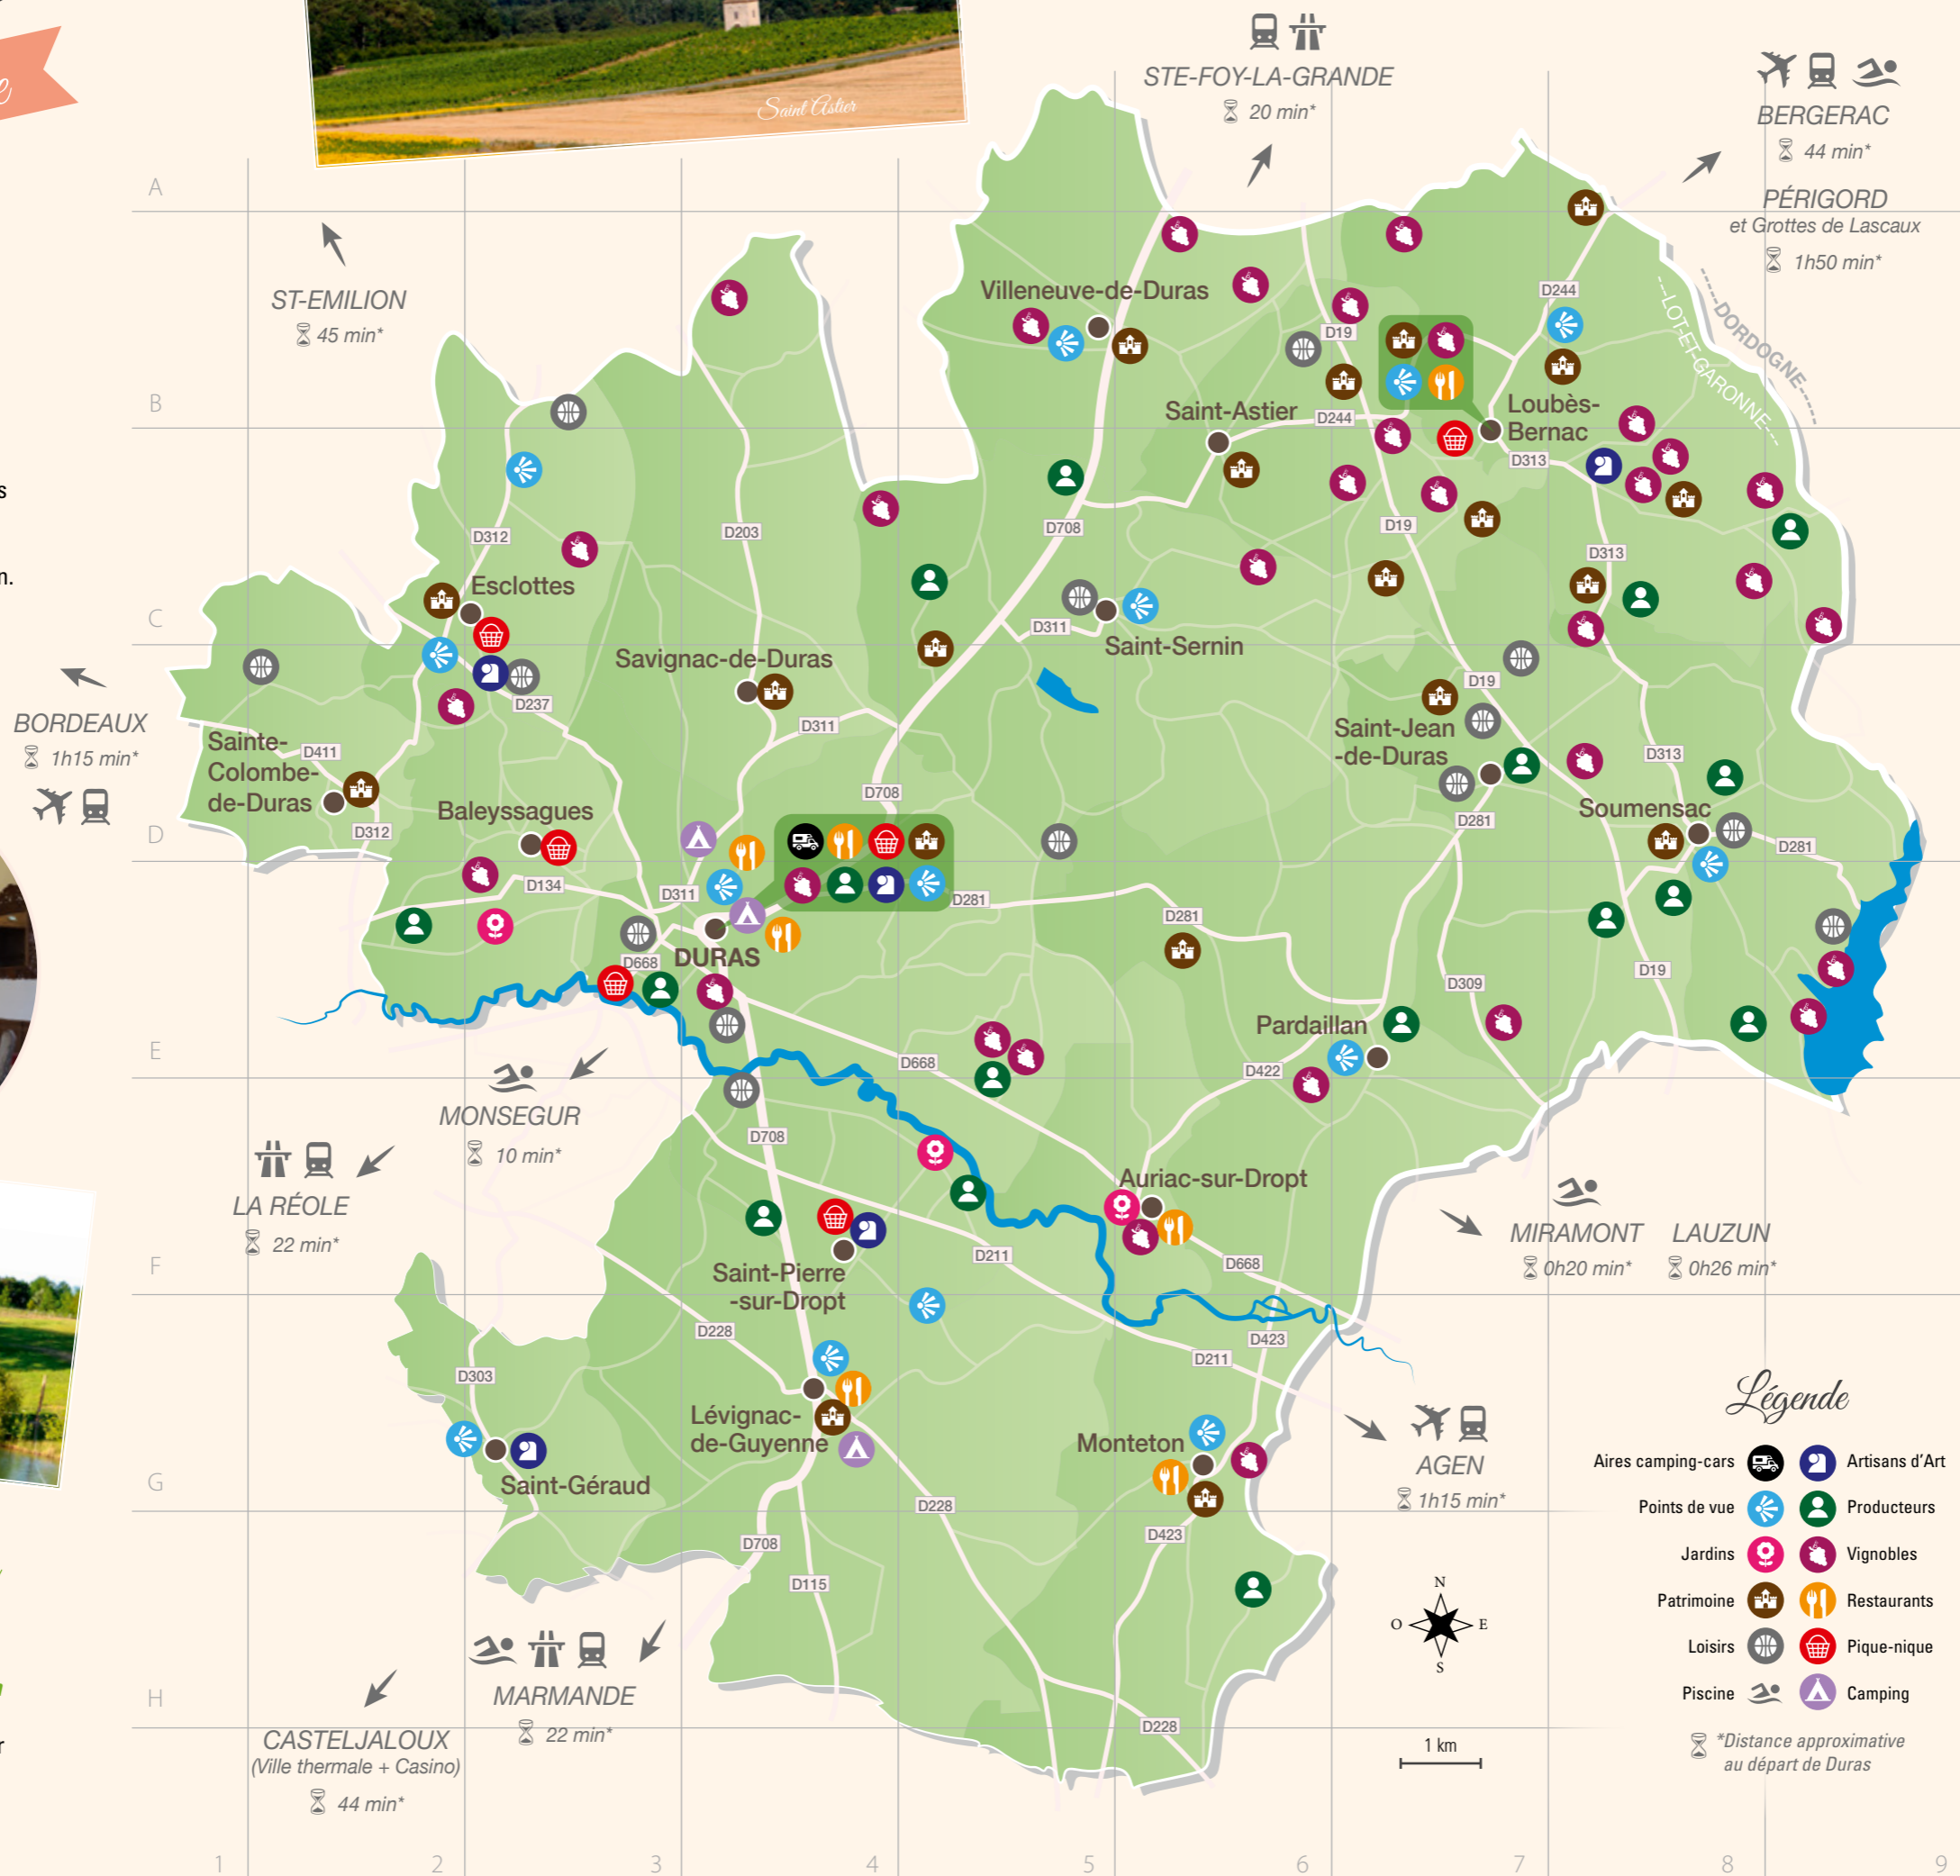 Saint Astier
STE-FOY-LA-GRANDE
20 min*
BERGERAC
44 min*
PÉRIGORD
et Grottes de Lascaux
1h50 min*
A
ST-EMILION
45 min*
Villeneuve-de-Duras
D244
---LOT-ET-GARONNE---
----DORDOGNE-----
D19
B
Saint-Astier
D244
Loubès-
Bernac
D313
s
D312
D203
D708
D19
D313
n.
Esclottes
C
D311
Saint-Sernin
Savignac-de-Duras
D19
D237
BORDEAUX
1h15 min*
D311
Saint-Jean
-de-Duras
Sainte-
Colombe-
de-Duras
D411
D313
D708
Baleyssagues
Soumensac
D312
D281
D
D281
D134
D311
D281
D281
DURAS
D668
D19
D309
Pardaillan
E
D668
D422
MONSEGUR
10 min*
D708
LA RÉOLE
22 min*
Auriac-sur-Dropt
MIRAMONT
0h20 min*
LAUZUN
0h26 min*
D211
D668
F
Saint-Pierre
-sur-Dropt
D228
D423
D211
D303
Lévignac-
de-Guyenne
Monteton
AGEN
1h15 min*
G
Saint-Géraud
D228
D708
D423
D115
H
MARMANDE
22 min*
CASTELJALOUX
(Ville thermale + Casino)
44 min*
D228
r
N
O
E
S
1 km
Légende
Aires camping-cars
Artisans d'Art
Points de vue
Producteurs
Jardins
Vignobles
Patrimoine
Restaurants
Loisirs
Pique-nique
Piscine
Camping
*Distance approximative
au départ de Duras
1 2 3 4 5 6 7 8 9